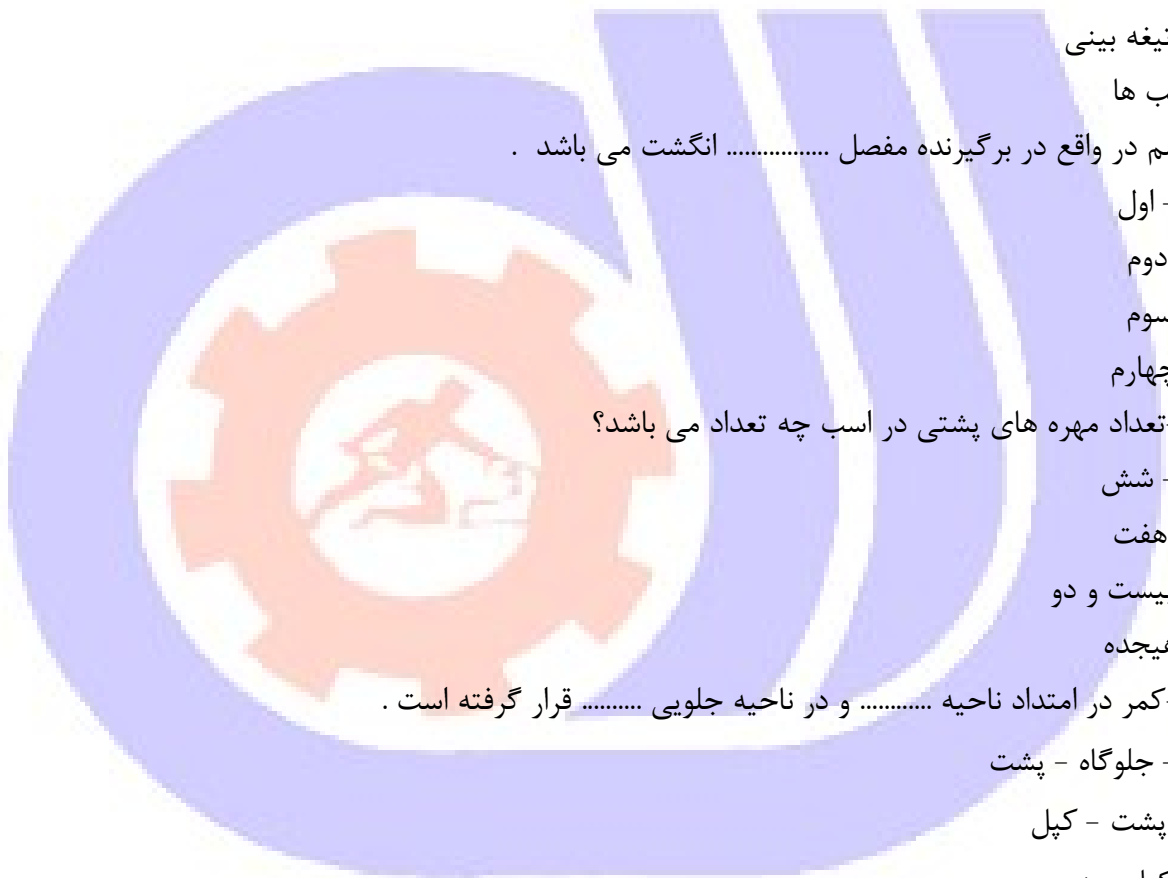 تیغه بینی
ب ها
م در واقع در برگیرنده مفصل ................ انگشت می باشد .
- اول
دوم
سوم
چهارم
-تعداد مهره های پشتی در اسب چه تعداد می باشد؟
- شش
هفت
بیست و دو
هیجده
-کمر در امتداد ناحیه ............ و در ناحیه جلویی .......... قرار گرفته است .
- جلوگاه - پشت
پشت - کپل